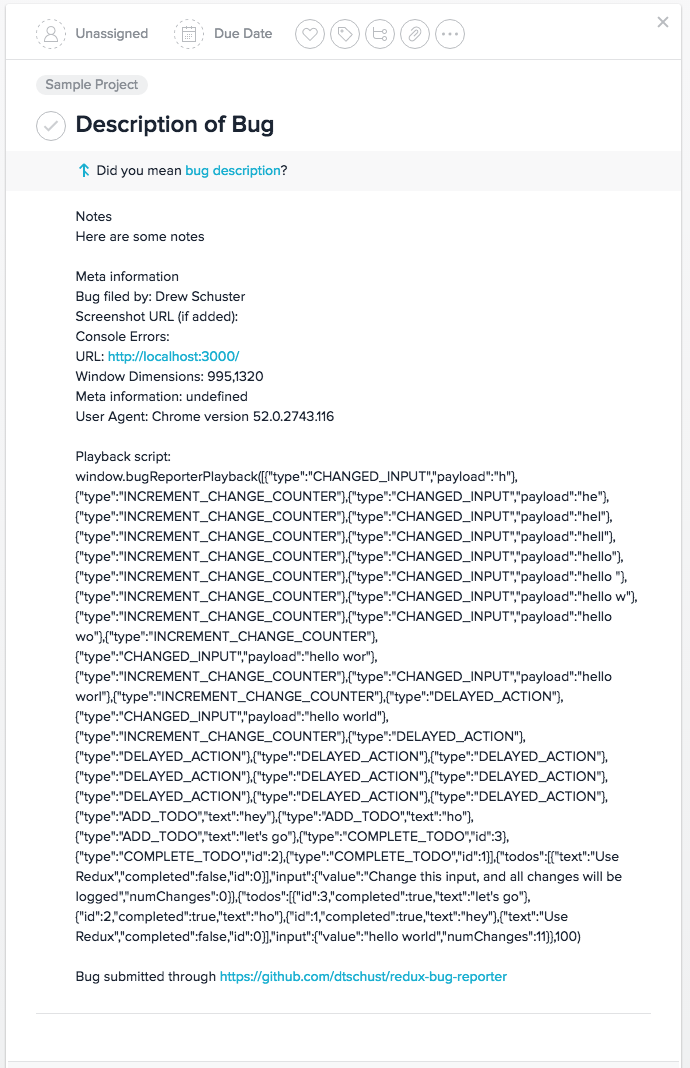 Unassigned Due Date
Sample Project
Description of Bug
Did you mean bug description?
Notes
Here are some notes
Meta information
Bug filed by: Drew Schuster
Screenshot URL (if added):
Console Errors:
URL: http://localhost:3000/
Window Dimensions: 995,1320
Meta information: undefined
User Agent: Chrome version 52.0.2743.116
Playback script:
window.bugReporterPlayback([{"type":"CHANGED_INPUT","payload":"h"},
{"type":"INCREMENT_CHANGE_COUNTER"},{"type":"CHANGED_INPUT","payload":"he"},
{"type":"INCREMENT_CHANGE_COUNTER"},{"type":"CHANGED_INPUT","payload":"hel"},
{"type":"INCREMENT_CHANGE_COUNTER"},{"type":"CHANGED_INPUT","payload":"hell"},
{"type":"INCREMENT_CHANGE_COUNTER"},{"type":"CHANGED_INPUT","payload":"hello"},
{"type":"INCREMENT_CHANGE_COUNTER"},{"type":"CHANGED_INPUT","payload":"hello "},
{"type":"INCREMENT_CHANGE_COUNTER"},{"type":"CHANGED_INPUT","payload":"hello w"},
{"type":"INCREMENT_CHANGE_COUNTER"},{"type":"CHANGED_INPUT","payload":"hello
wo"},{"type":"INCREMENT_CHANGE_COUNTER"},
{"type":"CHANGED_INPUT","payload":"hello wor"},
{"type":"INCREMENT_CHANGE_COUNTER"},{"type":"CHANGED_INPUT","payload":"hello
worl"},{"type":"INCREMENT_CHANGE_COUNTER"},{"type":"DELAYED_ACTION"},
{"type":"CHANGED_INPUT","payload":"hello world"},
{"type":"INCREMENT_CHANGE_COUNTER"},{"type":"DELAYED_ACTION"},
{"type":"DELAYED_ACTION"},{"type":"DELAYED_ACTION"},{"type":"DELAYED_ACTION"},
{"type":"DELAYED_ACTION"},{"type":"DELAYED_ACTION"},{"type":"DELAYED_ACTION"},
{"type":"DELAYED_ACTION"},{"type":"DELAYED_ACTION"},{"type":"DELAYED_ACTION"},
{"type":"ADD_TODO","text":"hey"},{"type":"ADD_TODO","text":"ho"},
{"type":"ADD_TODO","text":"let's go"},{"type":"COMPLETE_TODO","id":3},
{"type":"COMPLETE_TODO","id":2},{"type":"COMPLETE_TODO","id":1}],{"todos":[{"text":"Use
Redux","completed":false,"id":0}],"input":{"value":"Change this input, and all changes will be
logged","numChanges":0}},{"todos":[{"id":3,"completed":true,"text":"let's go"},
{"id":2,"completed":true,"text":"ho"},{"id":1,"completed":true,"text":"hey"},{"text":"Use
Redux","completed":false,"id":0}],"input":{"value":"hello world","numChanges":11}},100)
Bug submitted through https://github.com/dtschust/redux-bug-reporter